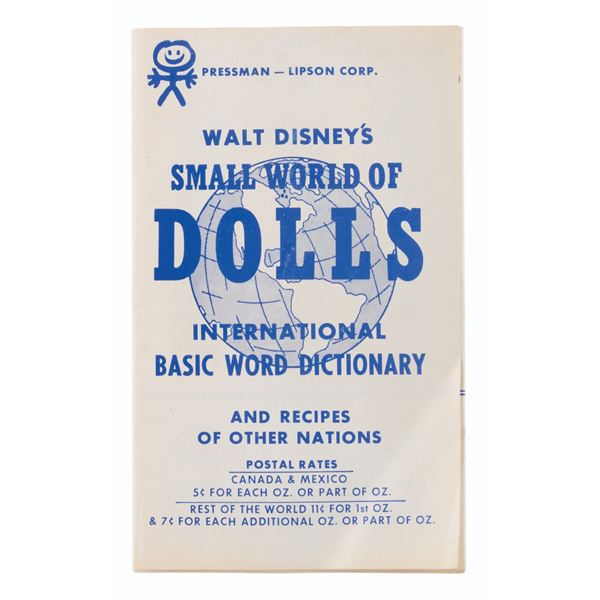 PRESSMAN — LIPSON CORP.
WALT DISNEY'S
SMALL WORLD OF
DOLLS
INTERNATIONAL
BASIC WORD DICTIONARY
AND RECIPES
OF OTHER NATIONS
POSTAL RATES
CANADA & MEXICO
5¢ FOR EACH OZ. OR PART OF OZ.
REST OF THE WORLD 11¢ FOR 1st OZ.
& 7¢ FOR EACH ADDITIONAL OZ. OR PART OF OZ.